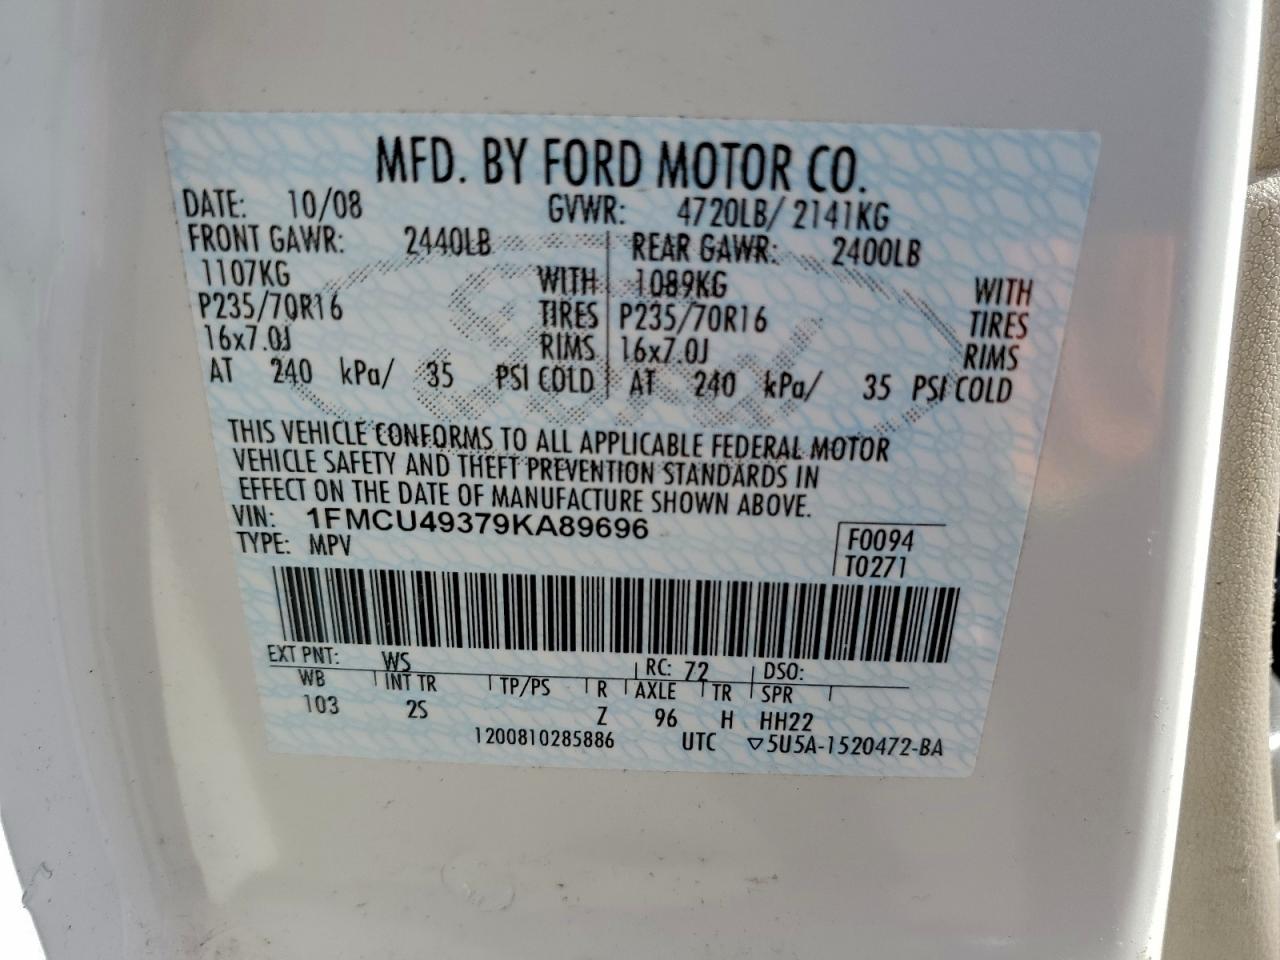 MFD. BY FORD MOTOR CO.
DATE: 10/08 GVWR: 4720LB/ 2141KG
FRONT GAWR: 2440LB REAR GAWR: 2400LB
1107KG WITH 1089KG WITH
P235/70R16 TIRES P235/70R16 TIRES
16x7.0J RIMS 16x7.0J RIMS
AT 240 kPa/ 35 PSI COLD AT 240 kPa/ 35 PSI COLD
THIS VEHICLE CONFORMS TO ALL APPLICABLE FEDERAL MOTOR
VEHICLE SAFETY AND THEFT PREVENTION STANDARDS IN
EFFECT ON THE DATE OF MANUFACTURE SHOWN ABOVE.
VIN: 1FMCU49379KA89696 F0094
TYPE: MPV T0271
EXT PNT: WS RC: 72 DSO:
WB INT TR TP/PS R AXLE TR SPR
103 2S Z 96 H HH22
1200810285886 UTC ▽5U5A-1520472-BA